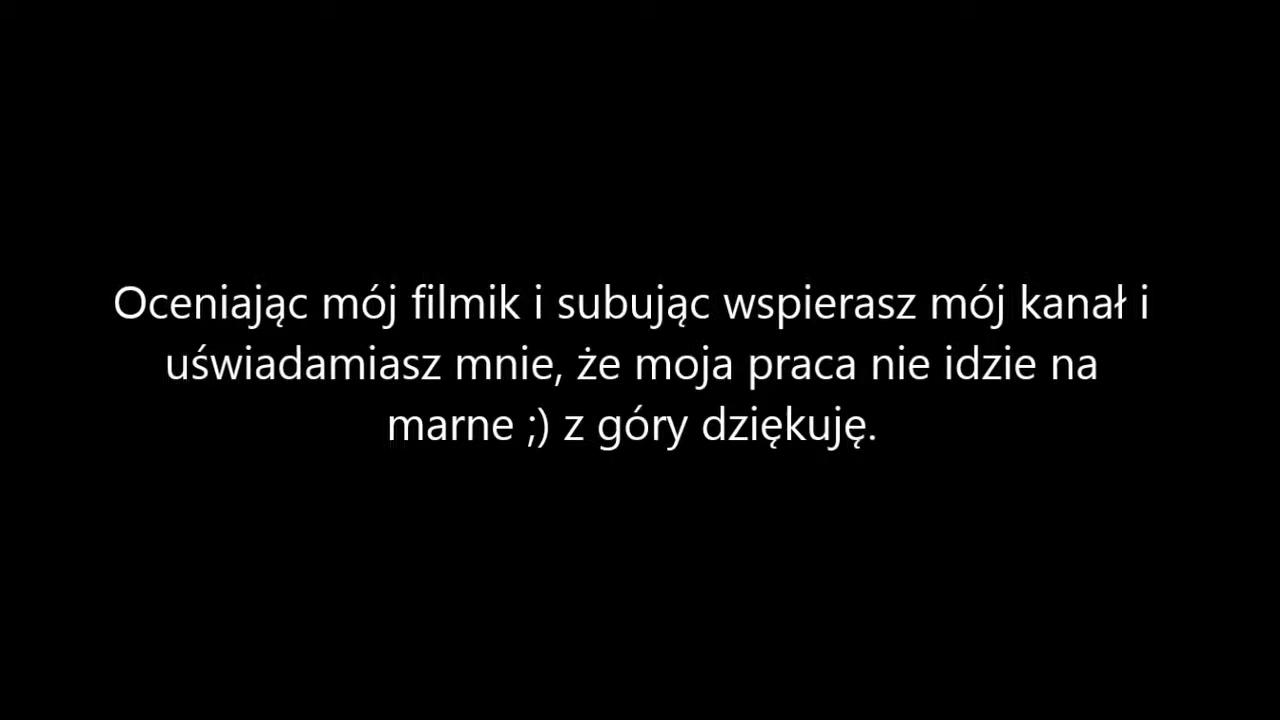 Oceniając mój filmik i subując wspierasz mój kanał i
uświadamiasz mnie, że moja praca nie idzie na
marne ;) z góry dziękuję.